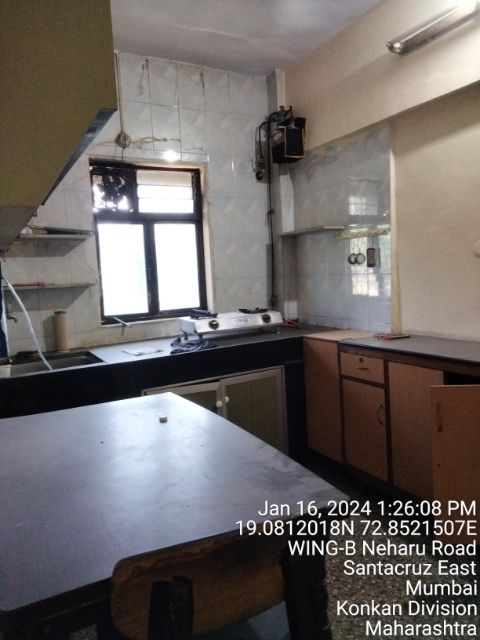 Jan 16, 2024 1:26:08 PM
19.0812018N 72.8521507E
WING-B Neharu Road
Santacruz East
Mumbai
Konkan Division
Maharashtra